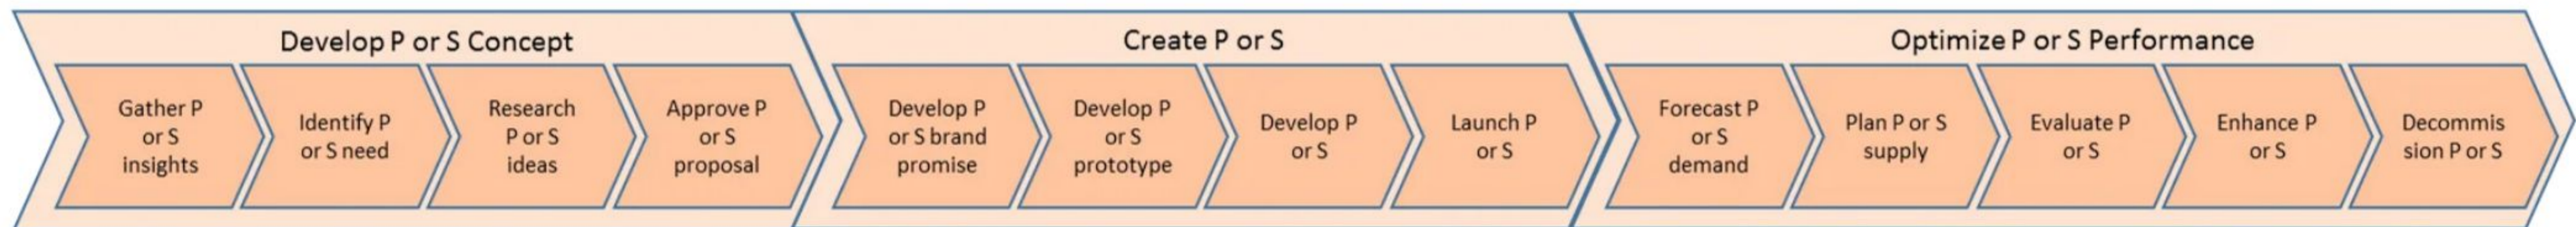 Develop P or S Concept
Gather P
or S
insights
Identify P
or S need
Research
P or S
ideas
Approve P
or S
proposal
Create P or S
Develop P
or S brand
promise
Develop P
or S
prototype
Develop P
or S
Launch P
or S
Optimize P or S Performance
Forecast P
or S
demand
Plan P or S
supply
Evaluate P
or S
Enhance P
or S
Decommis
sion P or S